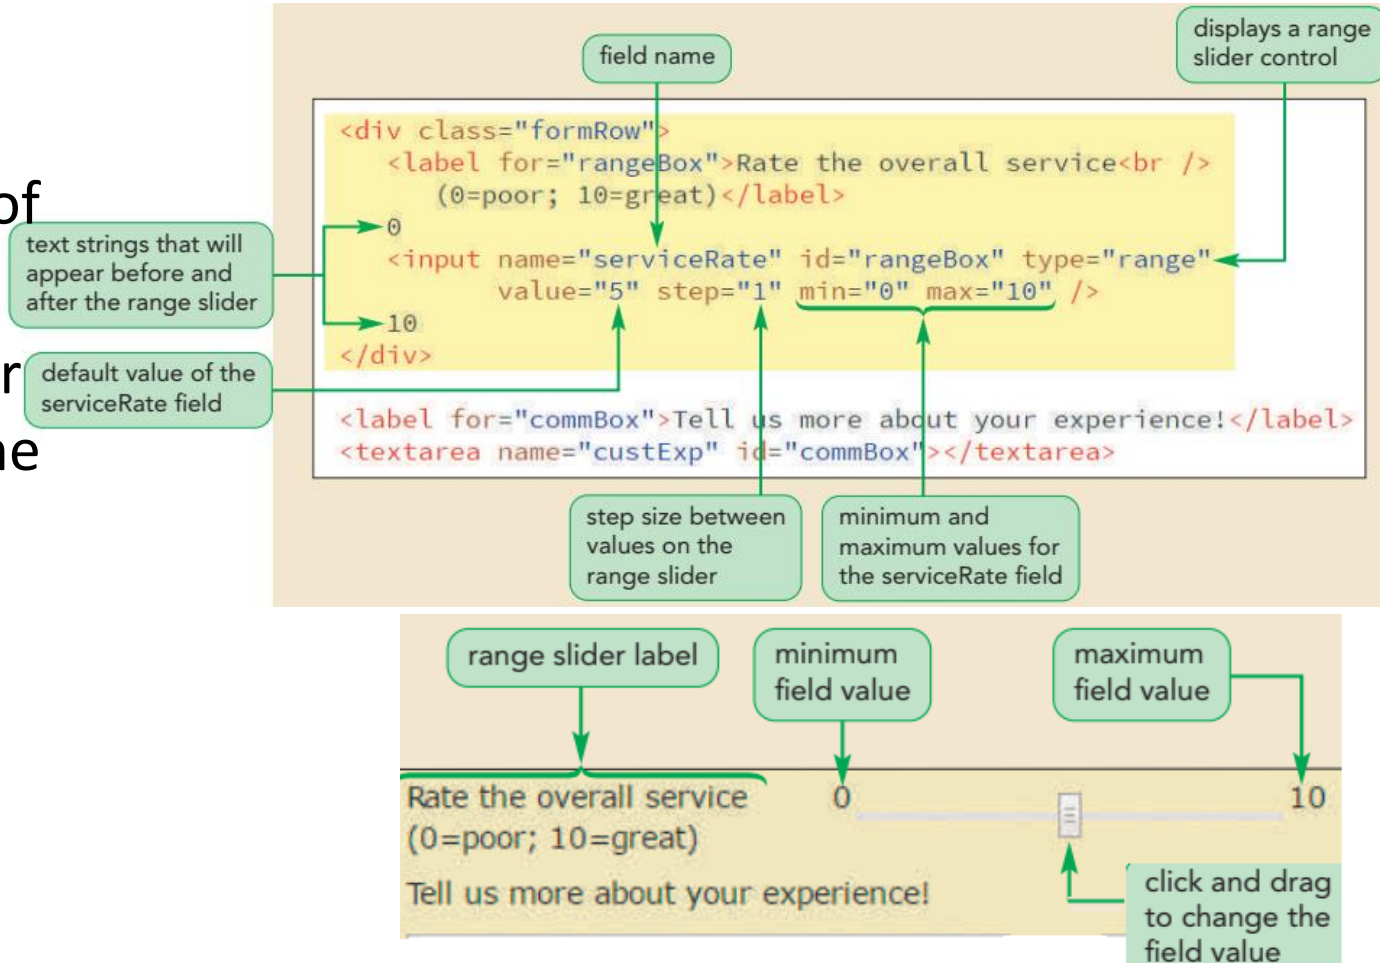 field name
displays a range
slider control
<div class="formRow">
<label for="rangeBox">Rate the overall service<br />
(0=poor; 10=great)</label>
0
<input name="serviceRate" id="rangeBox" type="range"
value="5" step="1" min="0" max="10" />
10
</div>
<label for="commBox">Tell us more about your experience!</label>
<textarea name="custExp" id="commBox"></textarea>
of
text strings that will
appear before and
after the range slider
r
default value of the
serviceRate field
ne
step size between
values on the
range slider
minimum and
maximum values for
the serviceRate field
range slider label
minimum
field value
maximum
field value
Rate the overall service 0 10
(0=poor; 10=great)
Tell us more about your experience!
click and drag
to change the
field value